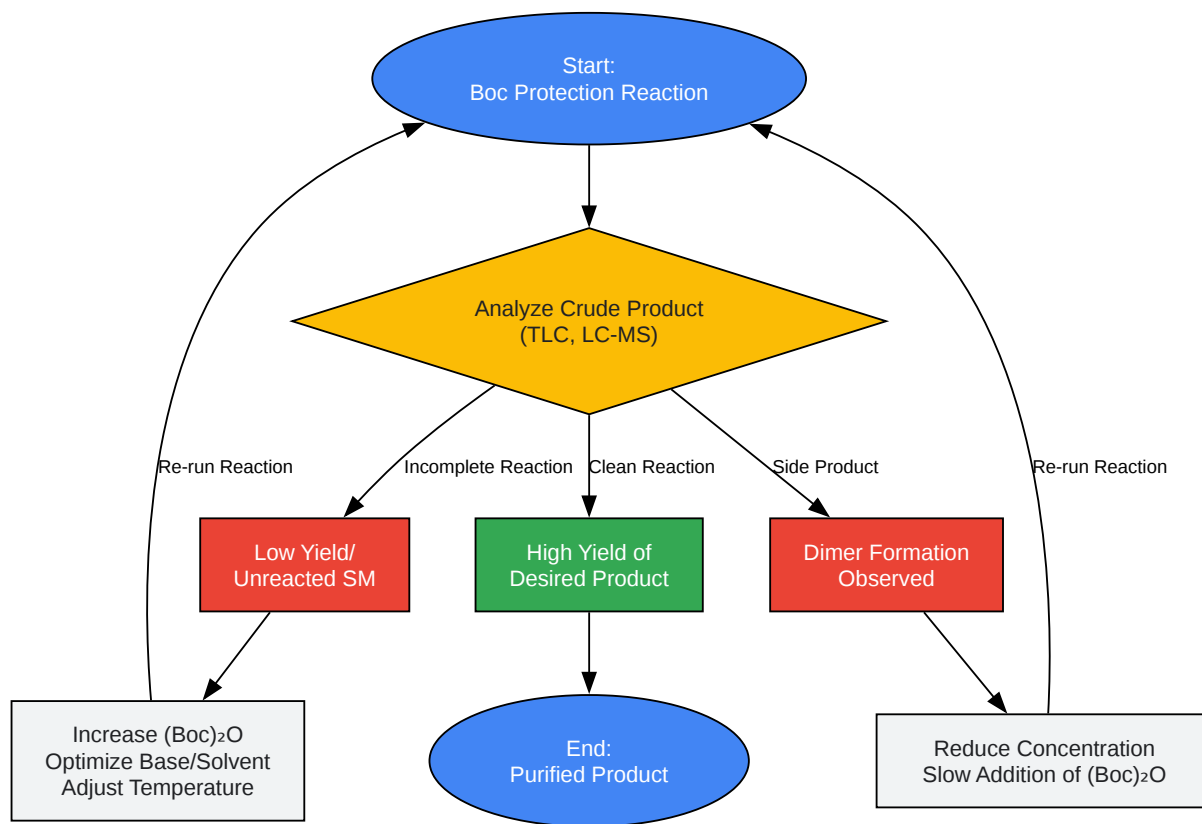 Start:
Boc Protection Reaction
Analyze Crude Product
(TLC, LC-MS)
Re-run Reaction
Incomplete Reaction
Clean Reaction
Side Product
Re-run Reaction
Low Yield/
Unreacted SM
High Yield of
Desired Product
Dimer Formation
Observed
Increase (Boc)₂O
Optimize Base/Solvent
Adjust Temperature
End:
Purified Product
Reduce Concentration
Slow Addition of (Boc)₂O